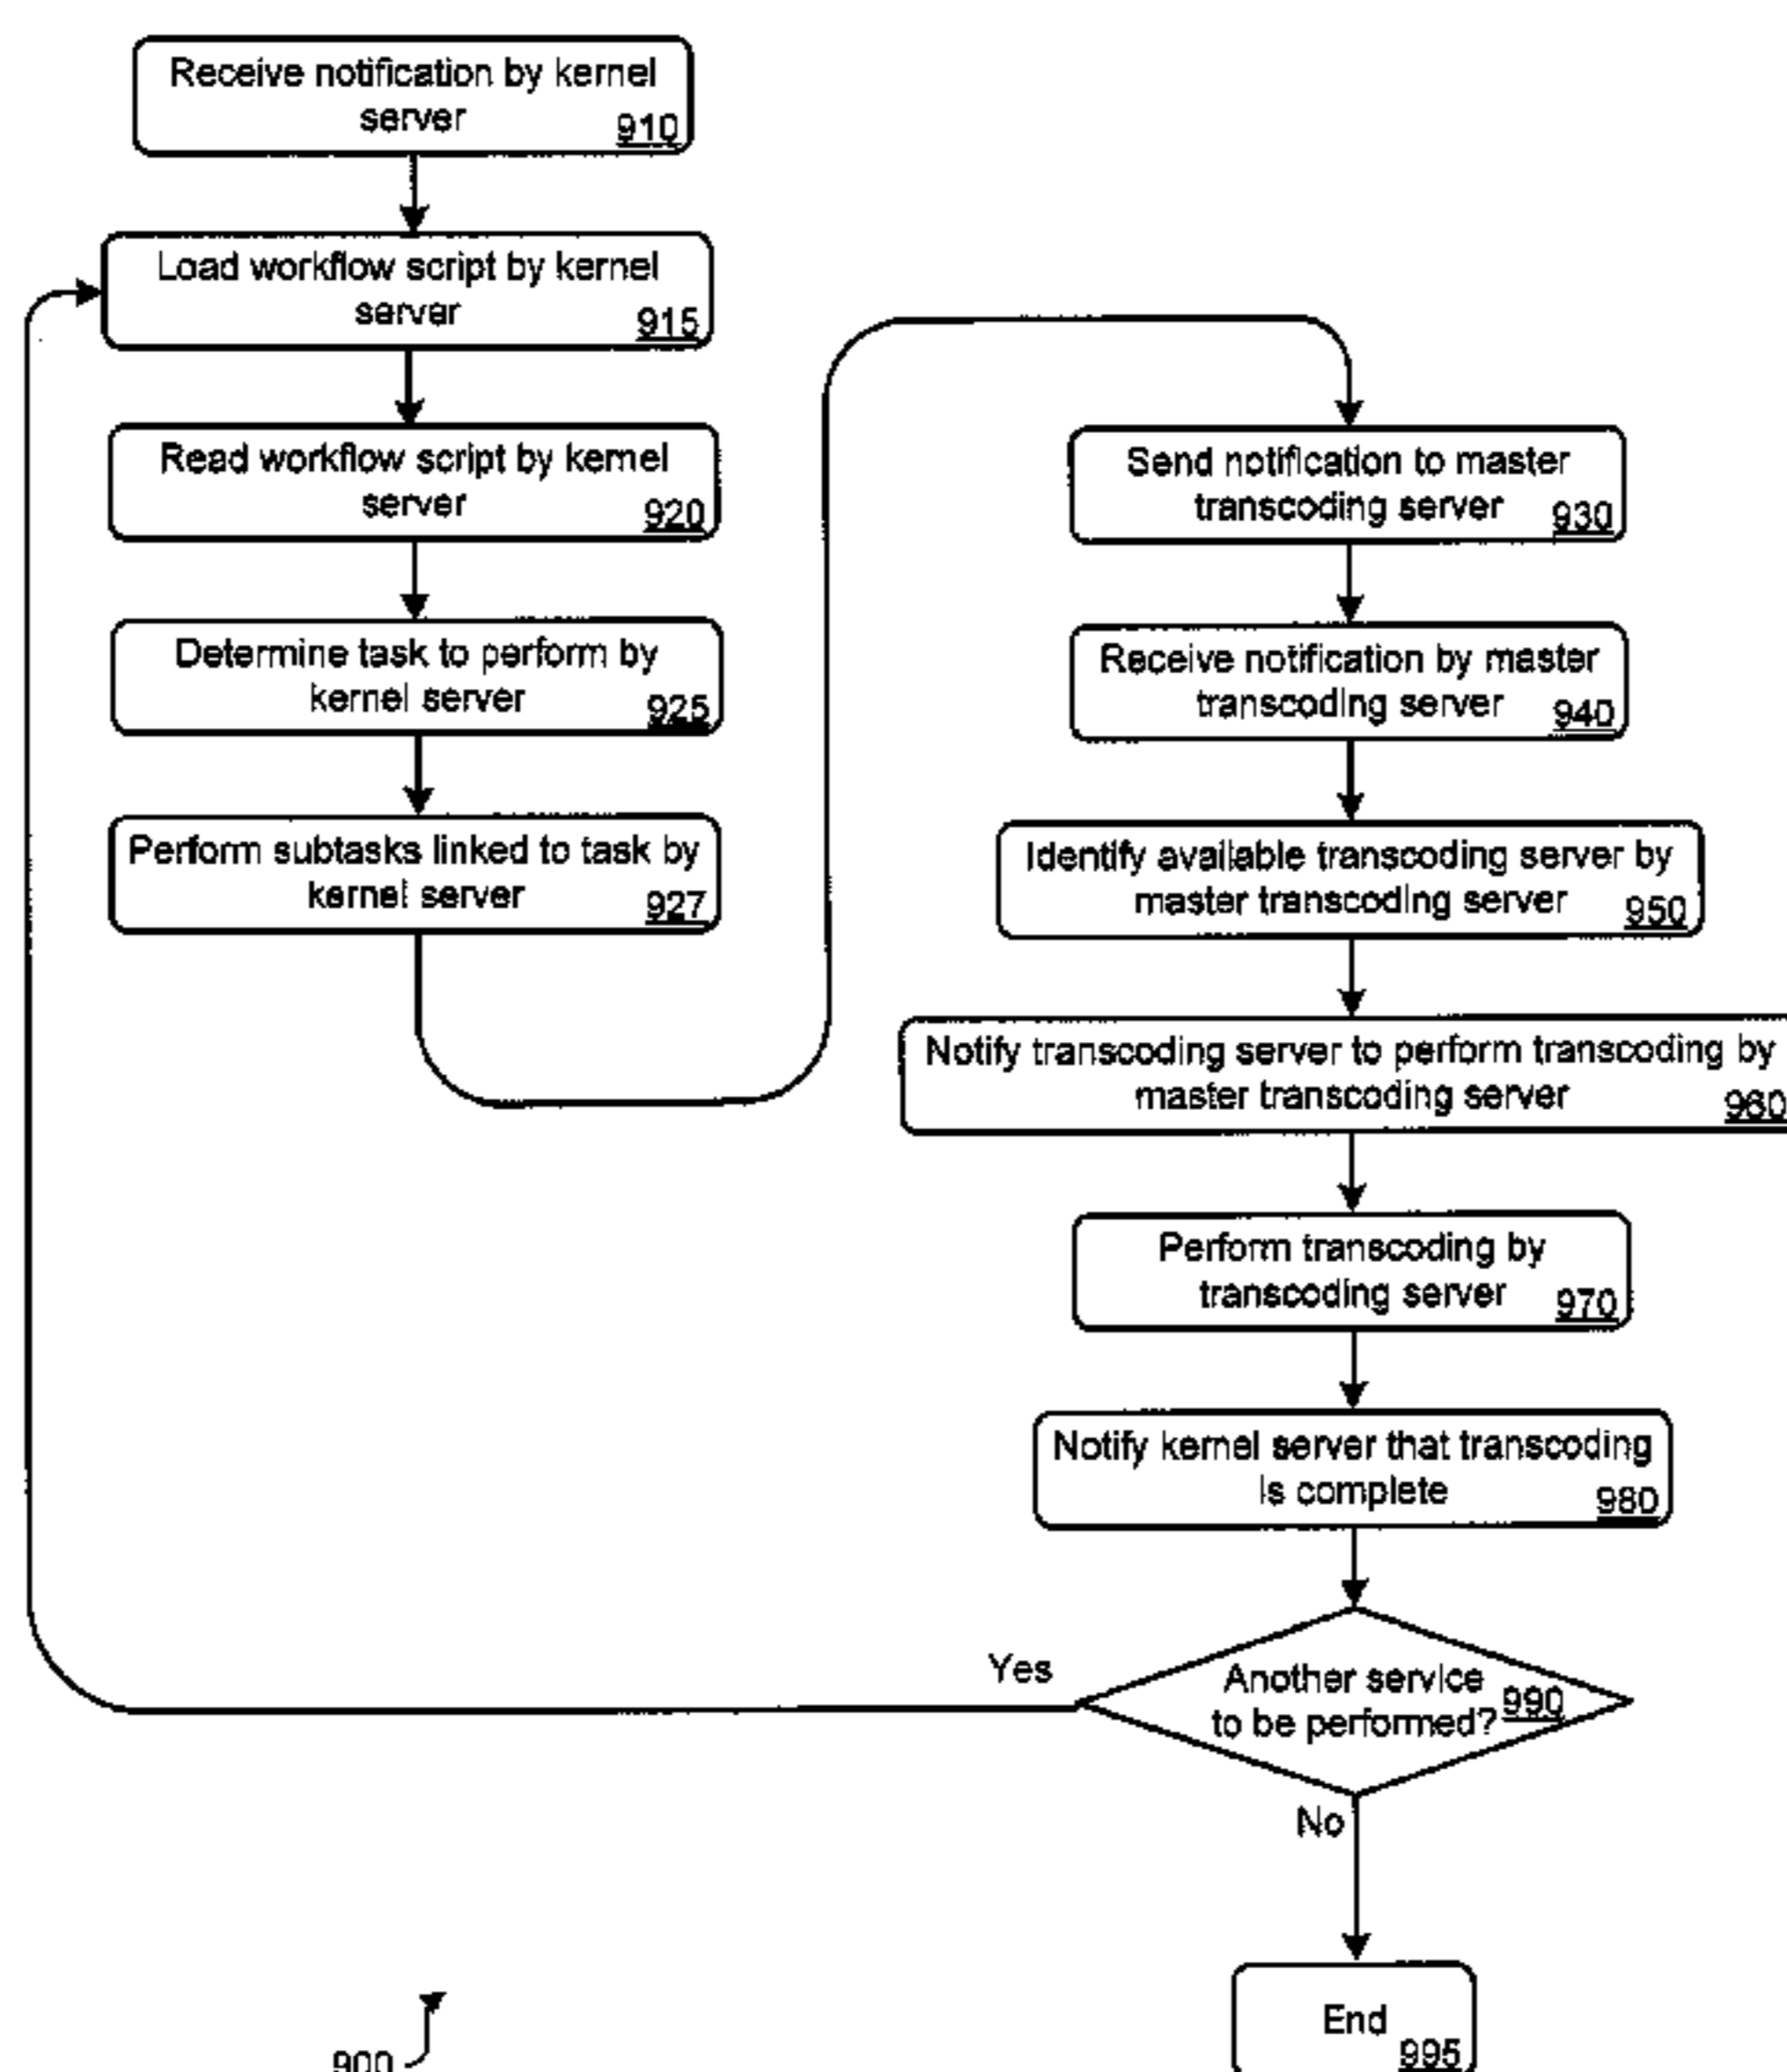 Receive notification by kernel
server 910
Load workflow script by kernel
server 915
Read workflow script by kernel
server 920
Determine task to perform by
kernel server 925
Perform subtasks linked to task by
kernel server 927
Send notification to master
transcoding server 930
Receive notification by master
transcoding server 940
Identify available transcoding server by
master transcoding server 950
Notify transcoding server to perform transcoding by
master transcoding server 960
Perform transcoding by
transcoding server 970
Notify kernel server that transcoding
is complete 980
Yes
Another service
to be performed? 990
No
End
995
900